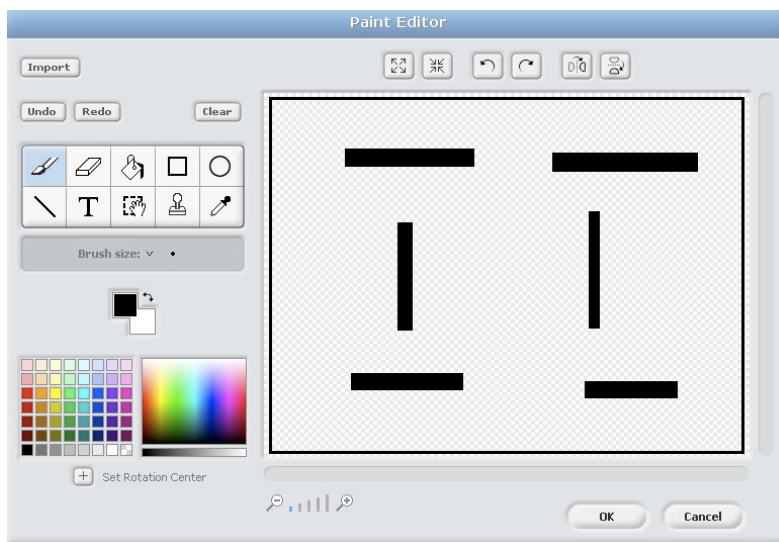 Paint Editor
Import
Undo Redo Clear
T
Brush size:
Set Rotation Center
OK Cancel